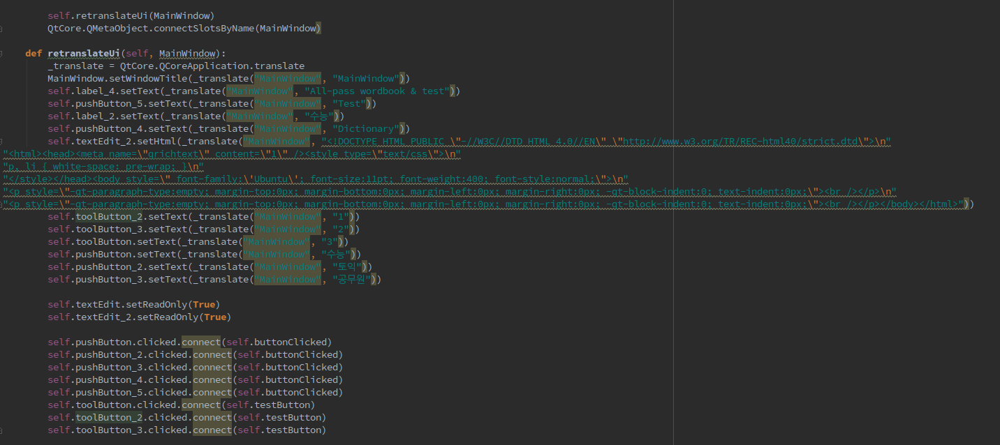 self.retranslateUi(MainWindow)
QtCore.QMetaObject.connectSlotsByName(MainWindow)
def retranslateUi(self, MainWindow):
_translate = QtCore.QCoreApplication.translate
MainWindow.setWindowTitle(_translate("MainWindow", "MainWindow"))
self.label_4.setText(_translate("MainWindow", "All-pass wordbook & test"))
self.pushButton_5.setText(_translate("MainWindow", "Test"))
self.label_2.setText(_translate("MainWindow", "수능"))
self.pushButton_4.setText(_translate("MainWindow", "Dictionary"))
self.textEdit_2.setHtml(_translate("MainWindow", "<!DOCTYPE HTML PUBLIC \"-//W3C//DTD HTML 4.0//EN\" \"http://www.w3.org/TR/REC-html40/strict.dtd\">\n"
"<html><head><meta name=\"qrichtext\" content=\"1\" /><style type=\"text/css\">\n"
"p, li { white-space: pre-wrap; }\n"
"</style></head><body style=\" font-family:\'Ubuntu\'; font-size:11pt; font-weight:400; font-style:normal;\">\n"
"<p style=\"-qt-paragraph-type:empty; margin-top:0px; margin-bottom:0px; margin-left:0px; margin-right:0px; -qt-block-indent:0; text-indent:0px;\"><br /></p>\n"
"<p style=\"-qt-paragraph-type:empty; margin-top:0px; margin-bottom:0px; margin-left:0px; margin-right:0px; -qt-block-indent:0; text-indent:0px;\"><br /></p></body></html>"))
self.toolButton_2.setText(_translate("MainWindow", "1"))
self.toolButton_3.setText(_translate("MainWindow", "2"))
self.toolButton.setText(_translate("MainWindow", "3"))
self.pushButton.setText(_translate("MainWindow", "수능"))
self.pushButton_2.setText(_translate("MainWindow", "토익"))
self.pushButton_3.setText(_translate("MainWindow", "공무원"))
self.textEdit.setReadOnly(True)
self.textEdit_2.setReadOnly(True)
self.pushButton.clicked.connect(self.buttonClicked)
self.pushButton_2.clicked.connect(self.buttonClicked)
self.pushButton_3.clicked.connect(self.buttonClicked)
self.pushButton_4.clicked.connect(self.buttonClicked)
self.pushButton_5.clicked.connect(self.buttonClicked)
self.toolButton.clicked.connect(self.testButton)
self.toolButton_2.clicked.connect(self.testButton)
self.toolButton_3.clicked.connect(self.testButton)